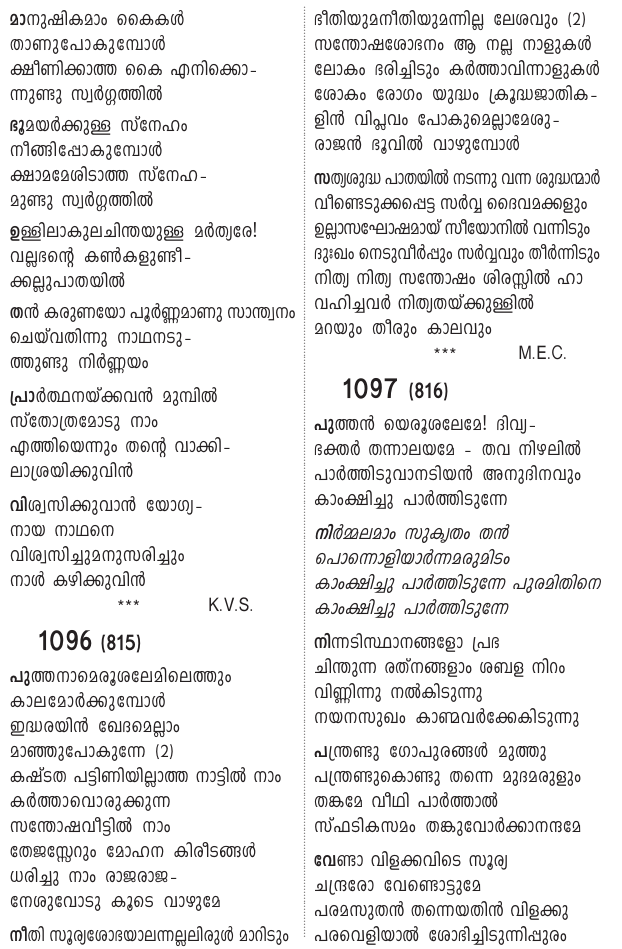 മാനുഷികമാം കൈകൾ
താണുപോകുമ്പോൾ
ക്ഷീണിക്കാത്ത കൈ എനിക്കൊ-
ന്നുണ്ടു സ്വർഗ്ഗത്തിൽ
ഭൂമയർക്കുള്ള സ്നേഹം
നീങ്ങിപ്പോകുമ്പോൾ
ക്ഷാമമേശിടാത്ത സ്നേഹ-
മുണ്ടു സ്വർഗ്ഗത്തിൽ
ഉള്ളിലാകുലചിന്തയുള്ള മർത്യരേ!
വല്ലഭന്റെ കൺകളുണ്ടീ-
ക്കല്ലുപാതയിൽ
തൻ കരുണയോ പൂർണ്ണമാണു സാന്ത്വനം
ചെയ്‌വതിന്നു നാഥനടു-
ത്തുണ്ടു നിർണ്ണയം
പ്രാർത്ഥനയ്ക്കവൻ മുമ്പിൽ
സ്തോത്രമോടു നാം
എത്തിയെന്നും തന്റെ വാക്കി-
ലാശ്രയിക്കുവിൻ
വിശ്വസിക്കുവാൻ യോഗ്യ-
നായ നാഥനെ
വിശ്വസിച്ചുമനുസരിച്ചും
നാൾ കഴിക്കുവിൻ
*** K.V.S.
1096 (815)
പുത്തനാമെരൂശലേമിലെത്തും
കാലമോർക്കുമ്പോൾ
ഇദ്ധരയിൻ ഖേദമെല്ലാം
മാഞ്ഞുപോകുന്നേ (2)
കഷ്ടത പട്ടിണിയില്ലാത്ത നാട്ടിൽ നാം
കർത്താവൊരുക്കുന്ന
സന്തോഷവീട്ടിൽ നാം
തേജസ്സേറും മോഹന കിരീടങ്ങൾ
ധരിച്ചു നാം രാജരാജ-
നേശുവോടു കൂടെ വാഴുമേ
നീതി സൂര്യശോഭയാലന്നല്ലലിരുൾ മാറിടും
ഭീതിയുമനീതിയുമന്നില്ല ലേശവും (2)
സന്തോഷശോഭനം ആ നല്ല നാളുകൾ
ലോകം ഭരിച്ചിടും കർത്താവിന്നാളുകൾ
ശോകം രോഗം യുദ്ധം ക്രൂദ്ധജാതിക-
ളിൻ വിപ്ലവം പോകുമെല്ലാമേശു-
രാജൻ ഭൂവിൽ വാഴുമ്പോൾ
സത്യശുദ്ധ പാതയിൽ നടന്നു വന്ന ശുദ്ധന്മാർ
വീണ്ടെടുക്കപ്പെട്ട സർവ്വ ദൈവമക്കളും
ഉല്ലാസഘോഷമായ് സീയോനിൽ വന്നിടും
ദുഃഖം നെടുവീർപ്പും സർവ്വവും തീർന്നിടും
നിത്യ നിത്യ സന്തോഷം ശിരസ്സിൽ ഹാ
വഹിച്ചവർ നിത്യതയ്ക്കുള്ളിൽ
മറയും തീരും കാലവും
*** M.E.C.
1097 (816)
പുത്തൻ യെരൂശലേമേ! ദിവ്യ-
ഭക്തർ തന്നാലയമേ - തവ നിഴലിൽ
പാർത്തിടുവാനടിയൻ അനുദിനവും
കാംക്ഷിച്ചു പാർത്തിടുന്നേ
നിർമ്മലമാം സുകൃതം തൻ
പൊന്നൊളിയാർന്നമരുമിടം
കാംക്ഷിച്ചു പാർത്തിടുന്നേ പുരമിതിനെ
കാംക്ഷിച്ചു പാർത്തിടുന്നേ
നിന്നടിസ്ഥാനങ്ങളോ പ്രഭ
ചിന്തുന്ന രത്നങ്ങളാം ശബള നിറം
വിണ്ണിന്നു നൽകിടുന്നു
നയനസുഖം കാണ്മവർക്കേകിടുന്നു
പന്ത്രണ്ടു ഗോപുരങ്ങൾ മുത്തു
പന്ത്രണ്ടുകൊണ്ടു തന്നെ മുദമരുളും
തങ്കമേ വീഥി പാർത്താൽ
സ്ഫടികസമം തങ്കുവോർക്കാനന്ദമേ
വേണ്ടാ വിളക്കവിടെ സൂര്യ
ചന്ദ്രരോ വേണ്ടൊട്ടുമേ
പരമസുതൻ തന്നെയതിൻ വിളക്കു
പരവെളിയാൽ ശോഭിച്ചിടുന്നിപ്പുരം